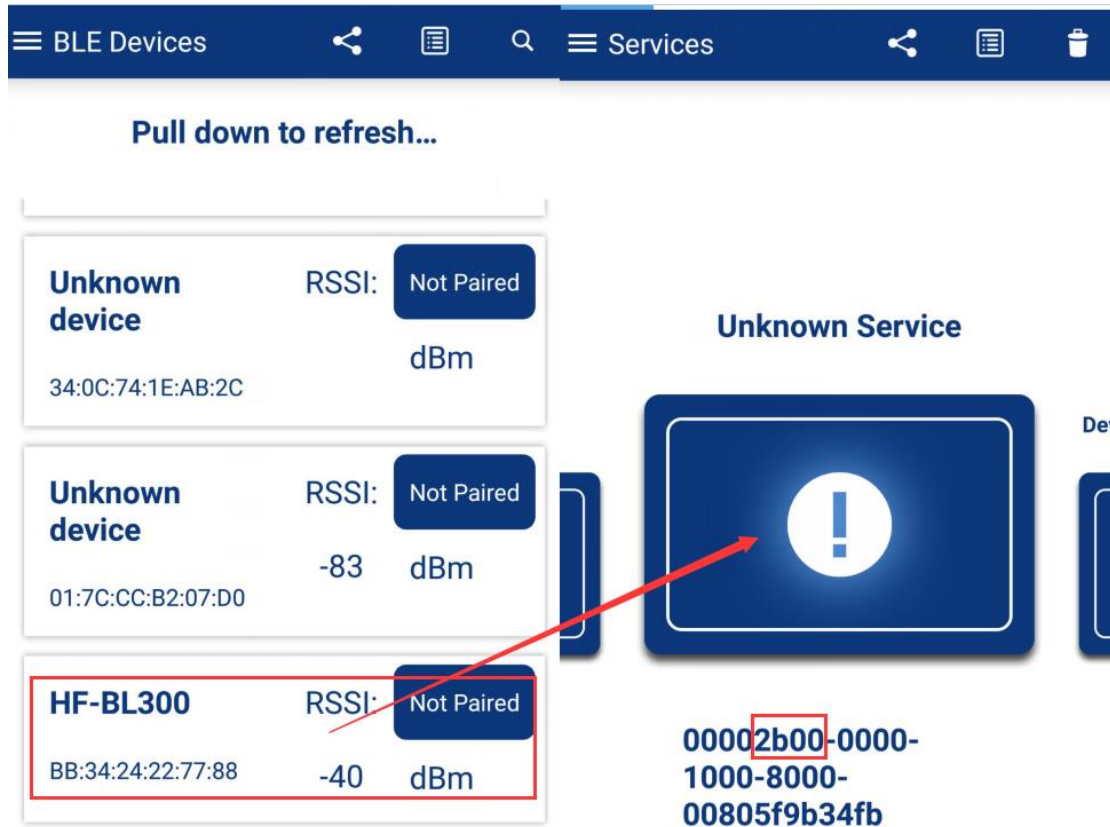 BLE Devices
Pull down to refresh...
Unknown
device
RSSI:
Not Paired
dBm
34:0C:74:1E:AB:2C
Unknown
device
RSSI:
Not Paired
-83
dBm
01:7C:CC:B2:07:D0
HF-BL300
RSSI:
Not Paired
BB:34:24:22:77:88
-40
dBm
Services
Unknown Service
00002b00-0000-
1000-8000-
00805f9b34fb